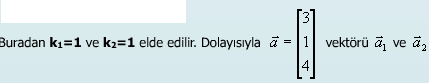 Buradan k₁=1 ve k₂=1 elde edilir. Dolayısıyla a⃗ = [3 1 4] vektörü a⃗₁ ve a⃗₂